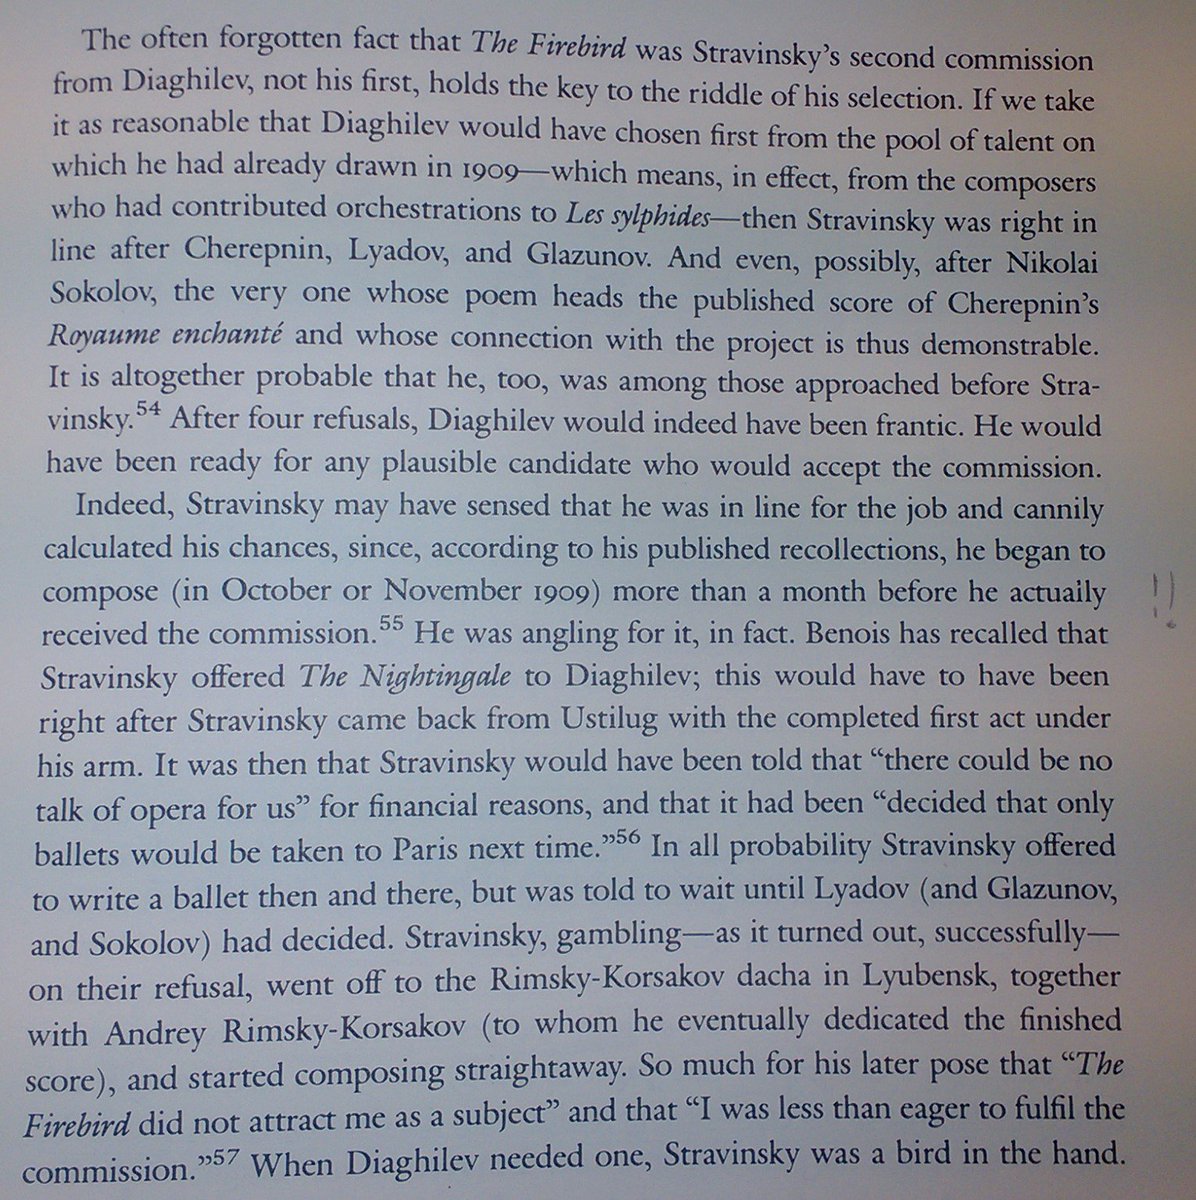 The often forgotten fact that The Firebird was Stravinsky's second commission
from Diaghilev, not his first, holds the key to the riddle of his selection. If we take
it as reasonable that Diaghilev would have chosen first from the pool of talent on
which he had already drawn in 1909—which means, in effect, from the composers
who had contributed orchestrations to Les sylphides—then Stravinsky was right in
line after Cherepnin, Lyadov, and Glazunov. And even, possibly, after Nikolai
Sokolov, the very one whose poem heads the published score of Cherepnin's
Royaume enchanté and whose connection with the project is thus demonstrable.
It is altogether probable that he, too, was among those approached before Stra-
vinsky.54 After four refusals, Diaghilev would indeed have been frantic. He would
have been ready for any plausible candidate who would accept the commission.
Indeed, Stravinsky may have sensed that he was in line for the job and cannily
calculated his chances, since, according to his published recollections, he began to
compose (in October or November 1909) more than a month before he actually
received the commission.55 He was angling for it, in fact. Benois has recalled that
Stravinsky offered The Nightingale to Diaghilev; this would have to have been
right after Stravinsky came back from Ustilug with the completed first act under
his arm. It was then that Stravinsky would have been told that “there could be no
talk of opera for us” for financial reasons, and that it had been “decided that only
ballets would be taken to Paris next time.”56 In all probability Stravinsky offered
to write a ballet then and there, but was told to wait until Lyadov (and Glazunov,
and Sokolov) had decided. Stravinsky, gambling—as it turned out, successfully—
on their refusal, went off to the Rimsky-Korsakov dacha in Lyubensk, together
with Andrey Rimsky-Korsakov (to whom he eventually dedicated the finished
score), and started composing straightaway. So much for his later pose that “The
Firebird did not attract me as a subject” and that “I was less than eager to fulfil the
commission.”57 When Diaghilev needed one, Stravinsky was a bird in the hand.
!!